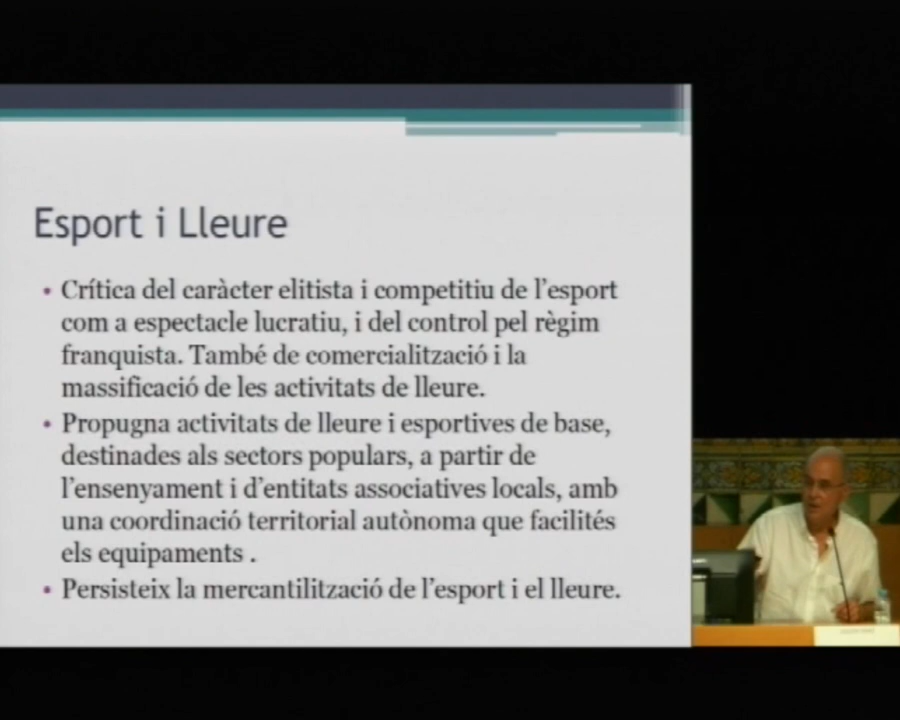 Esport i Lleure
• Crítica del caràcter elitista i competitiu de l'esport
com a espectacle lucratiu, i del control pel règim
franquista. També de comercialització i la
massificació de les activitats de lleure.
• Propugna activitats de lleure i esportives de base,
destinades als sectors populars, a partir de
l'ensenyament i d'entitats associatives locals, amb
una coordinació territorial autònoma que facilités
els equipaments .
• Persisteix la mercantilització de l'esport i el lleure.